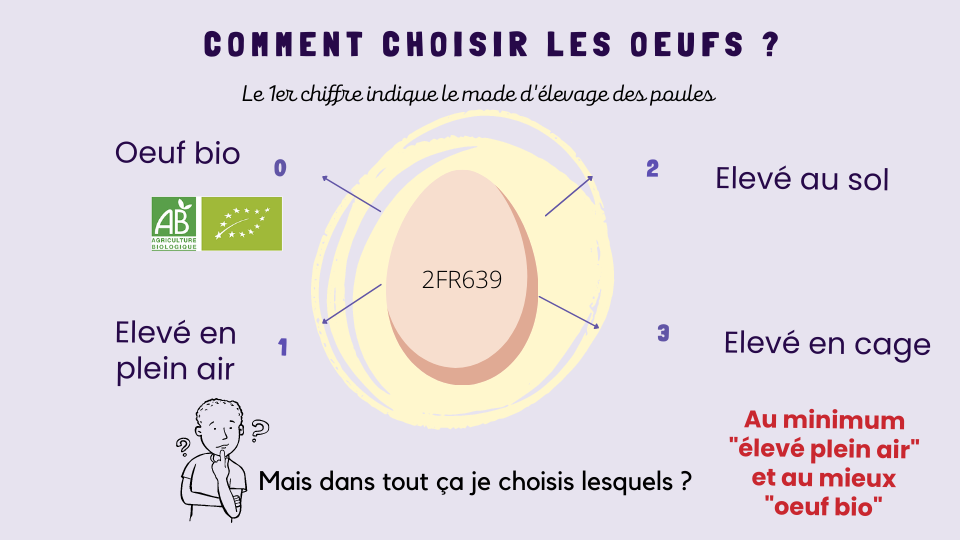 COMMENT CHOISIR LES OEUFS ?
Le 1er chiffre indique le mode d'élevage des poules
Oeuf bio
0
AB
AGRICULTURE
BIOLOGIQUE
2
Elevé au sol
2FR639
Elevé en
plein air
1
3
Elevé en cage
? ?
Mais dans tout ça je choisis lesquels ?
Au minimum
"élevé plein air"
et au mieux
"oeuf bio"